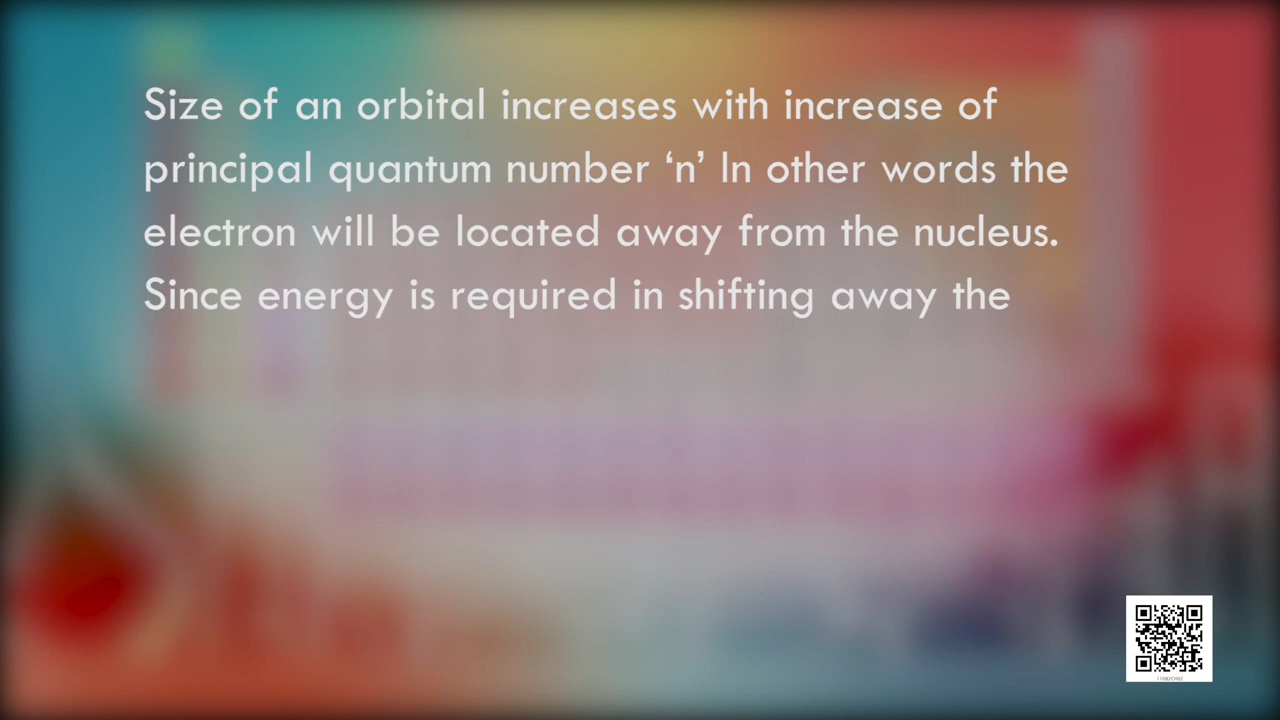 Size of an orbital increases with increase of
principal quantum number ‘n’ In other words the
electron will be located away from the nucleus.
Since energy is required in shifting away the